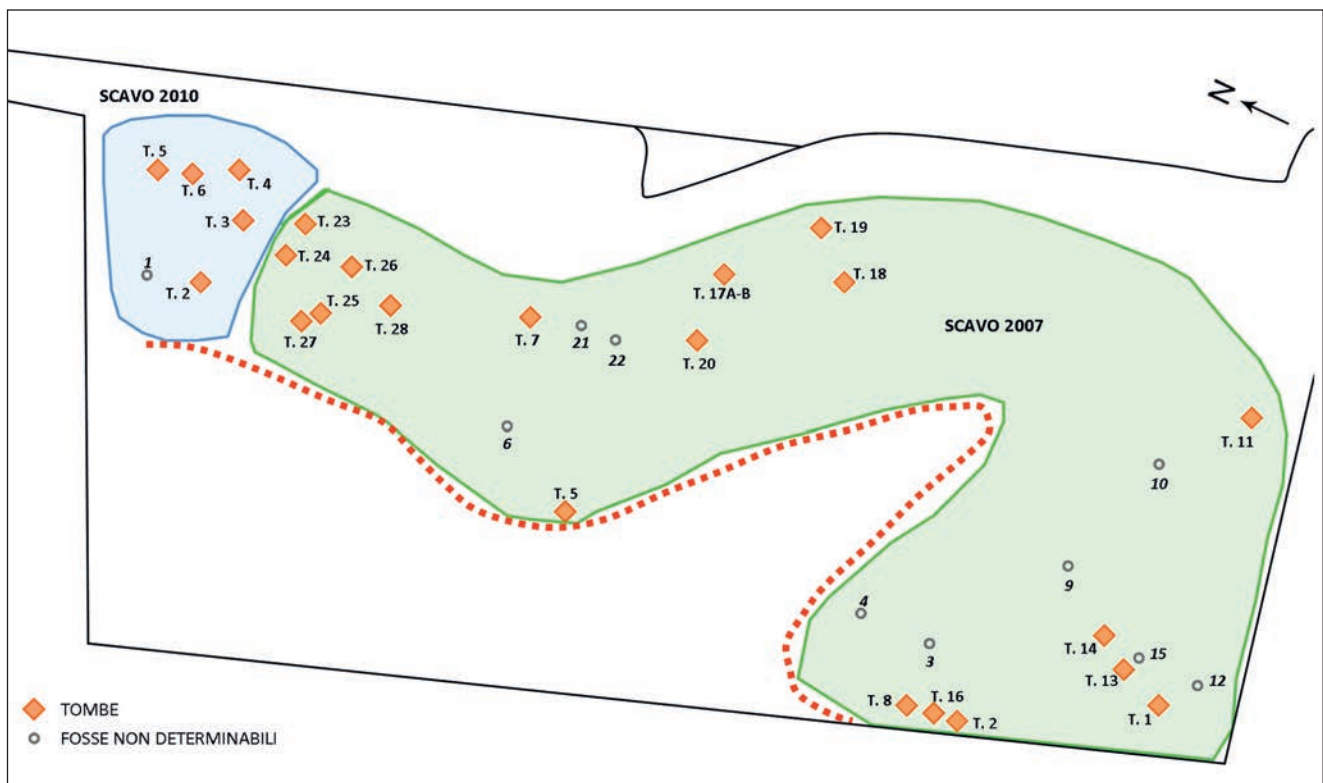 SCAVO 2010
N
T. 5
T. 6
T. 4
T. 3
1
T. 2
T. 23
T. 24
T. 26
T. 25
T. 27
T. 28
T. 7
21
22
T. 19
T. 17A-B
T. 18
T. 20
SCAVO 2007
6
T. 5
T. 11
10
9
4
3
T. 14
15
T. 13
12
T. 8
T. 16
T. 2
T. 1
TOMBE
FOSSE NON DETERMINABILI